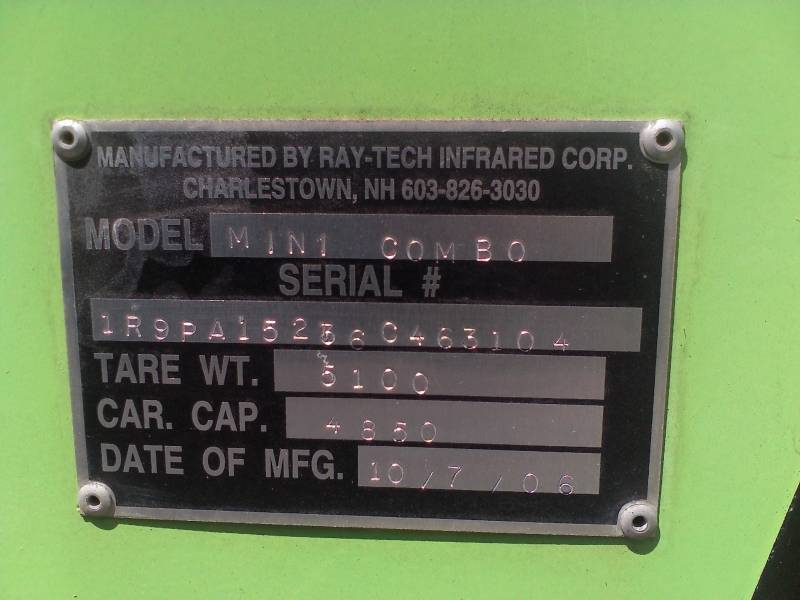 MANUFACTURED BY RAY-TECH INFRARED CORP.
CHARLESTOWN, NH 603-826-3030
MODEL MINI COMBO
SERIAL #
TARE WT. 5100
CAR. CAP. 4850
DATE OF MFG. 10/7/06